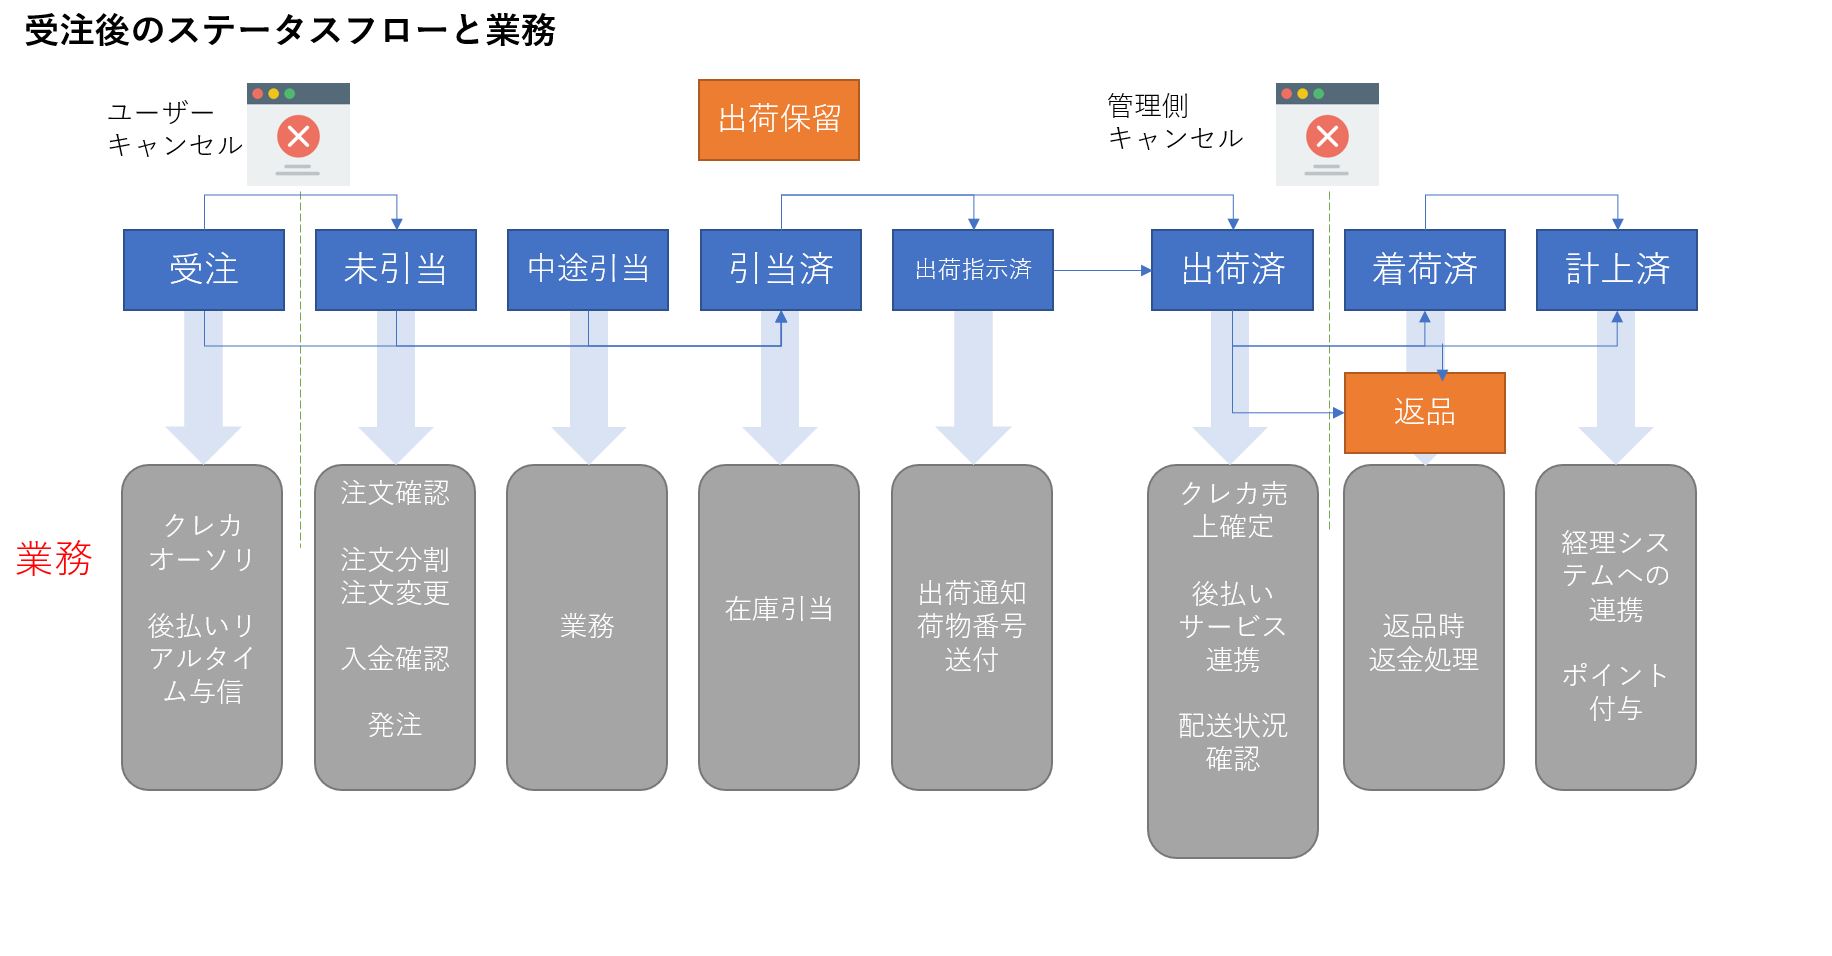 受注後のステータスフローと業務
ユーザー
キャンセル
出荷保留
管理側
キャンセル
受注
未引当
中途引当
引当済
出荷指示済
出荷済
着荷済
計上済
返品
業務
クレカ
オーソリ
後払いリ
アルタイ
ム与信
注文確認
注文分割
注文変更
入金確認
発注
業務
在庫引当
出荷通知
荷物番号
送付
クレカ売
上確定
後払い
サービス
連携
配送状況
確認
返品時
返金処理
経理シス
テムへの
連携
ポイント
付与